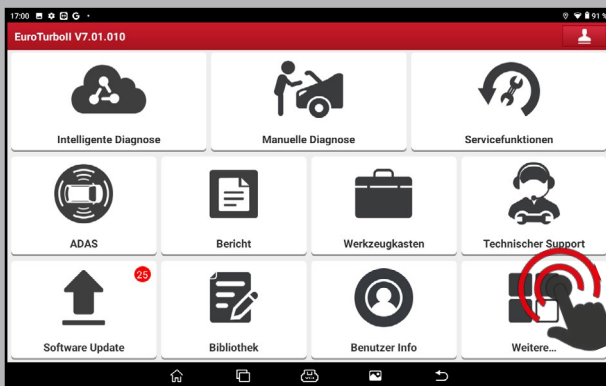 17:00
91 %
EuroTurboII V7.01.010
Intelligente Diagnose
Manuelle Diagnose
Servicefunktionen
ADAS
Bericht
Werkzeugkasten
Technischer Support
25
Software Update
Bibliothek
Benutzer Info
Weitere...